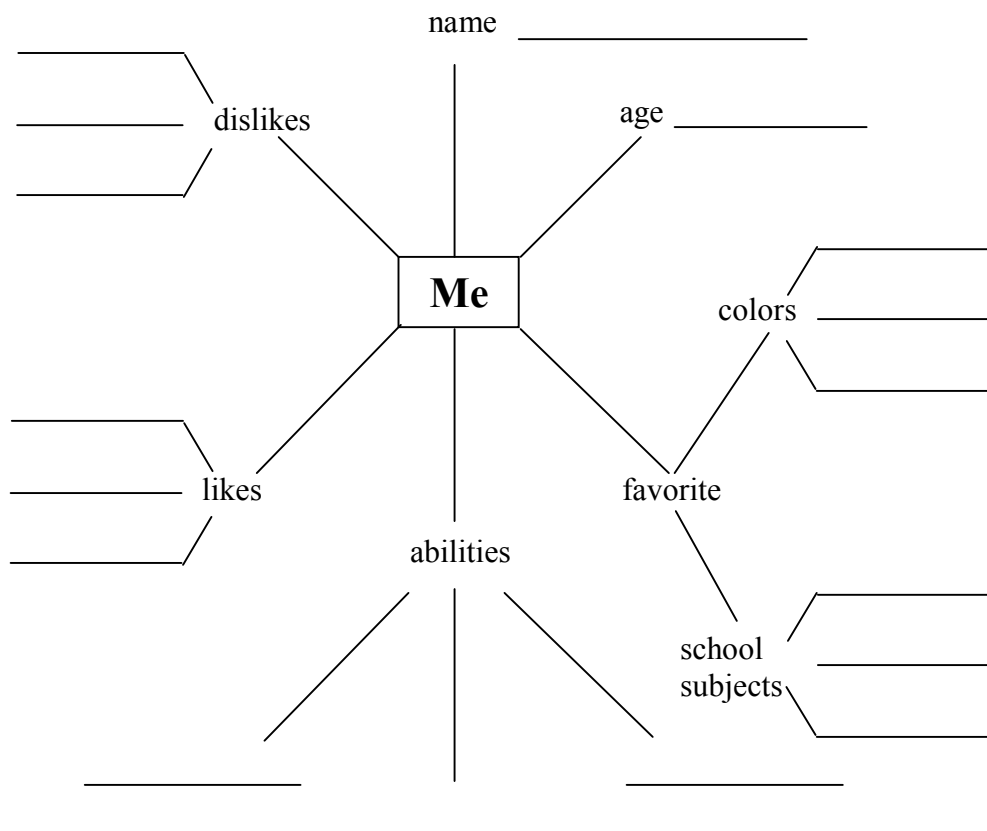 name
age
dislikes
Me
colors
likes
favorite
abilities
school
subjects